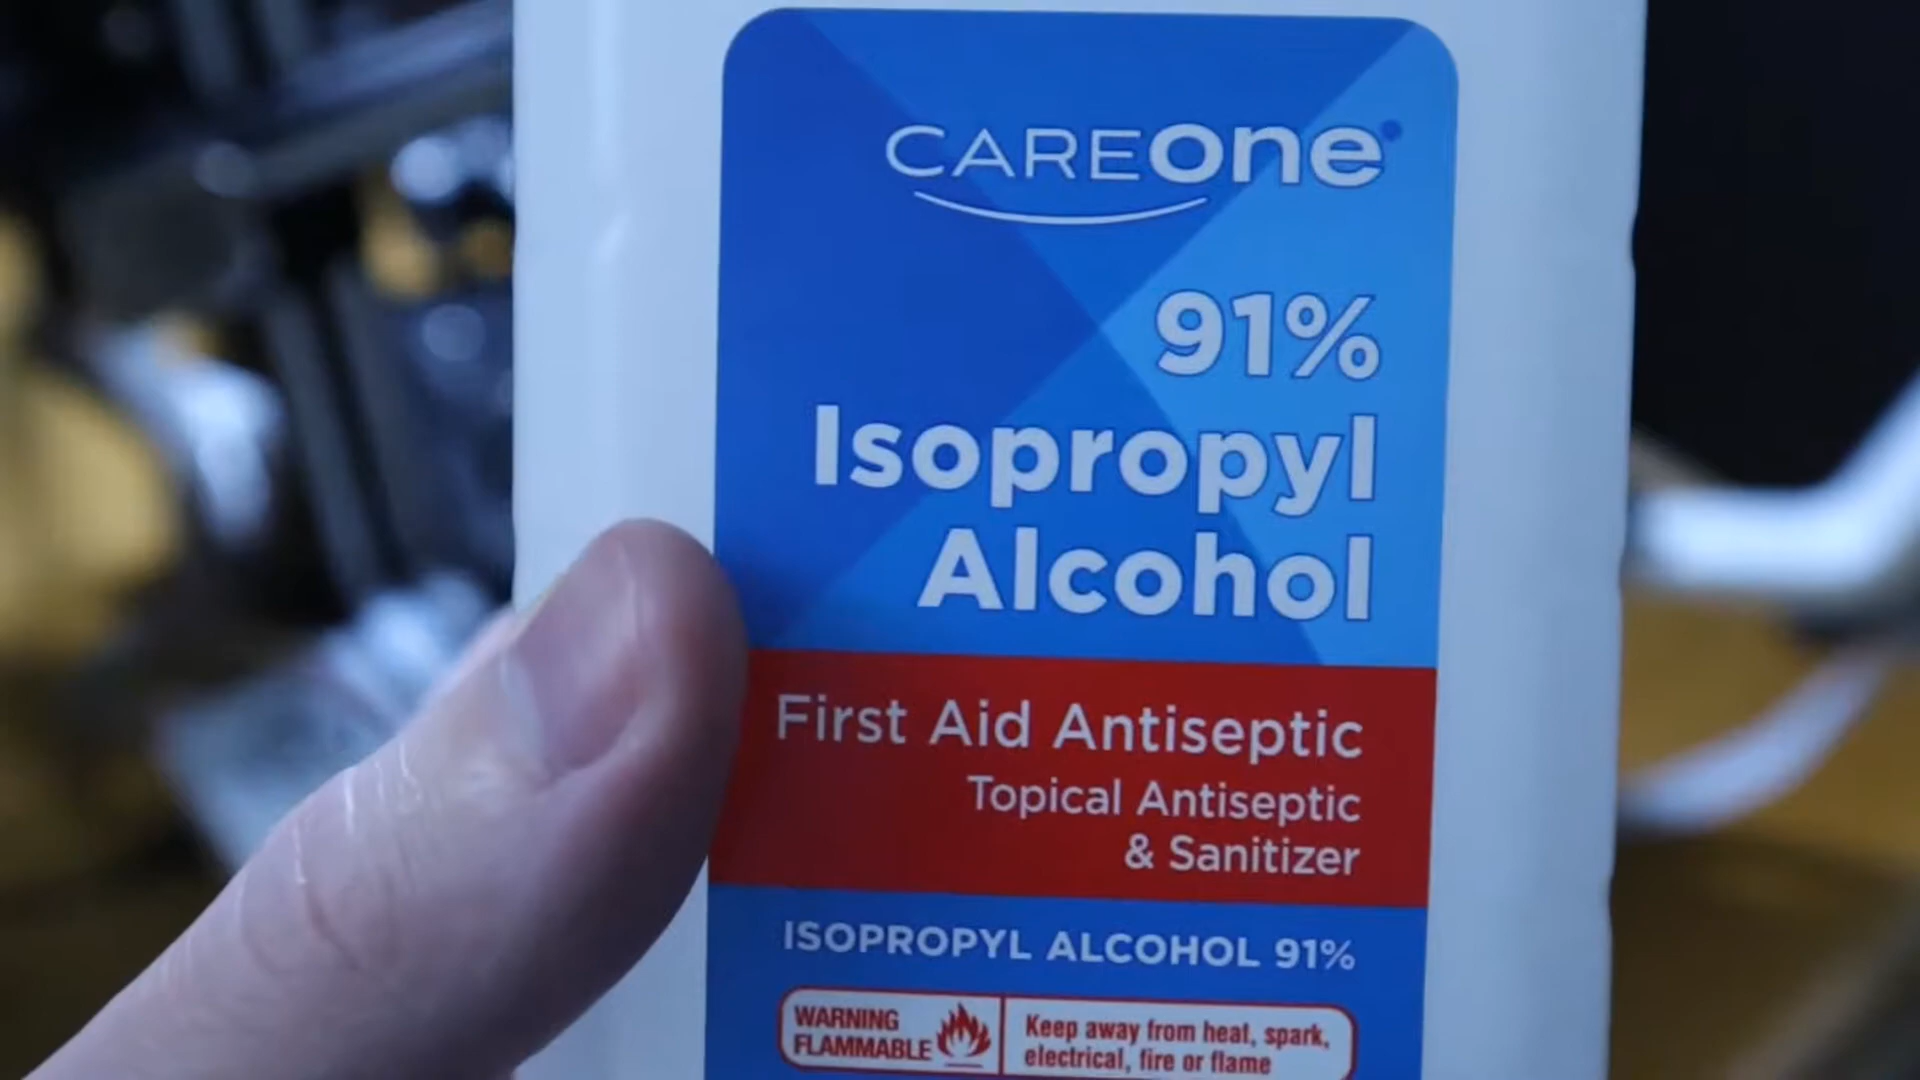 CAREone
91%
Isopropyl
Alcohol
First Aid Antiseptic
Topical Antiseptic
& Sanitizer
ISOPROPYL ALCOHOL 91%
WARNING
FLAMMABLE
Keep away from heat, spark,
electrical, fire or flame